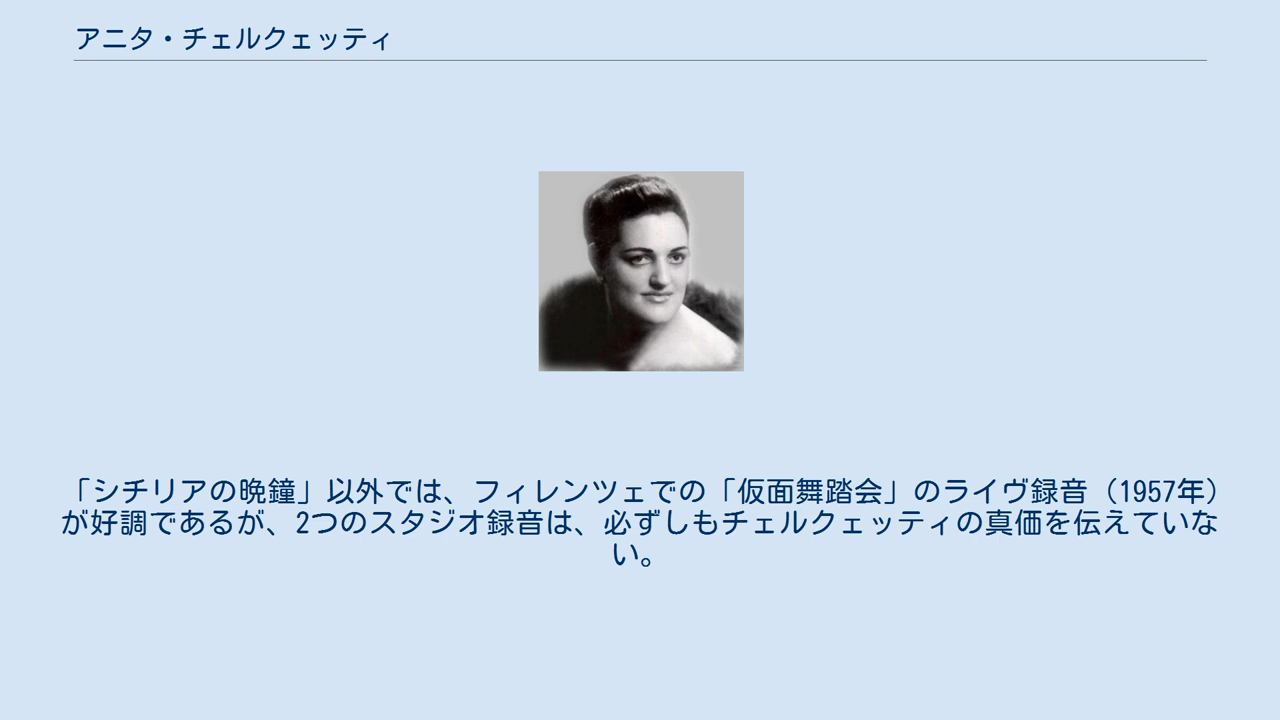 アニタ・チェルクェッティ
「シチリアの晩鐘」以外では、フィレンツェでの「仮面舞踏会」のライヴ録音（1957年）
が好調であるが、2つのスタジオ録音は、必ずしもチェルクェッティの真価を伝えていな
い。